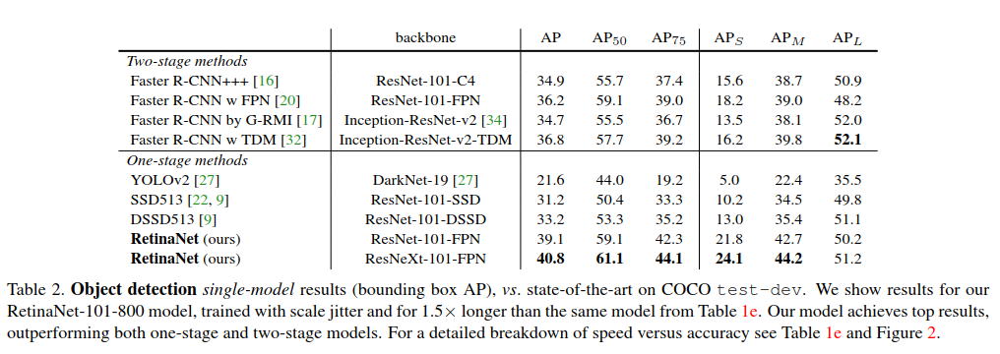 backbone AP AP50 AP75 APS APM APL
Two-stage methods
Faster R-CNN+++ [16] ResNet-101-C4 34.9 55.7 37.4 15.6 38.7 50.9
Faster R-CNN w FPN [20] ResNet-101-FPN 36.2 59.1 39.0 18.2 39.0 48.2
Faster R-CNN by G-RMI [17] Inception-ResNet-v2 [34] 34.7 55.5 36.7 13.5 38.1 52.0
Faster R-CNN w TDM [32] Inception-ResNet-v2-TDM 36.8 57.7 39.2 16.2 39.8 52.1
One-stage methods
YOLOv2 [27] DarkNet-19 [27] 21.6 44.0 19.2 5.0 22.4 35.5
SSD513 [22, 9] ResNet-101-SSD 31.2 50.4 33.3 10.2 34.5 49.8
DSSD513 [9] ResNet-101-DSSD 33.2 53.3 35.2 13.0 35.4 51.1
RetinaNet (ours) ResNet-101-FPN 39.1 59.1 42.3 21.8 42.7 50.2
RetinaNet (ours) ResNeXt-101-FPN 40.8 61.1 44.1 24.1 44.2 51.2
Table 2. Object detection single-model results (bounding box AP), vs. state-of-the-art on COCO test-dev. We show results for our
RetinaNet-101-800 model, trained with scale jitter and for 1.5× longer than the same model from Table 1e. Our model achieves top results,
outperforming both one-stage and two-stage models. For a detailed breakdown of speed versus accuracy see Table 1e and Figure 2.